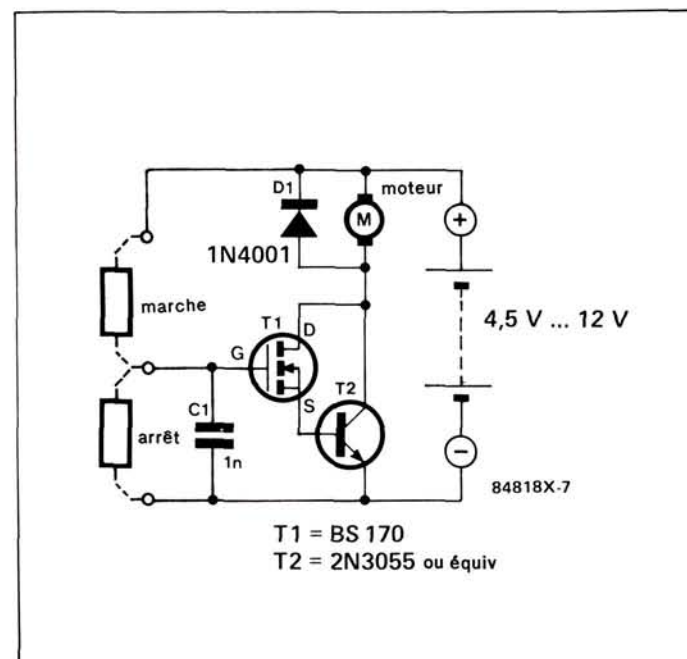 D1
moteur
M
+
1N4001
marche
4,5 V ... 12 V
T1
D
G
S
T2
C1
arrêt
1n
−
84818X-7
T1 = BS 170
T2 = 2N3055 ou équiv